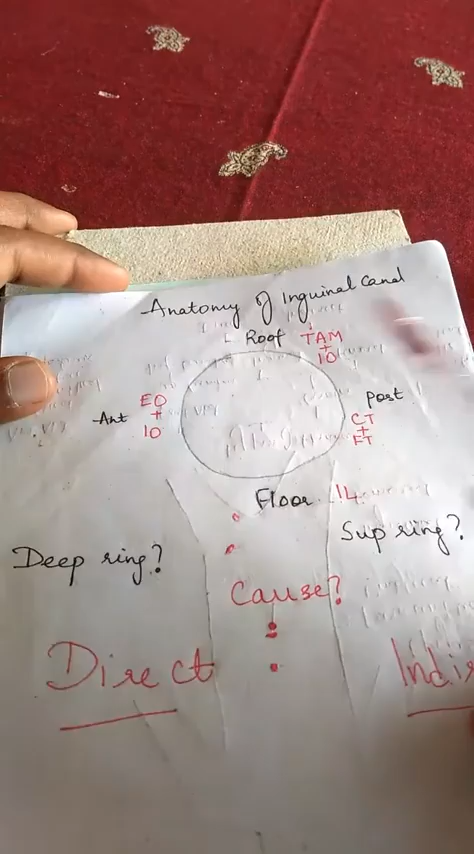 Anatomy of Inguinal Canal
Roof TAM
+
IO
Ant EO
+
IO
Post
CT
+
FT
Floor IL
Deep ring?
Sup ring?
Cause?
Direct
Indi